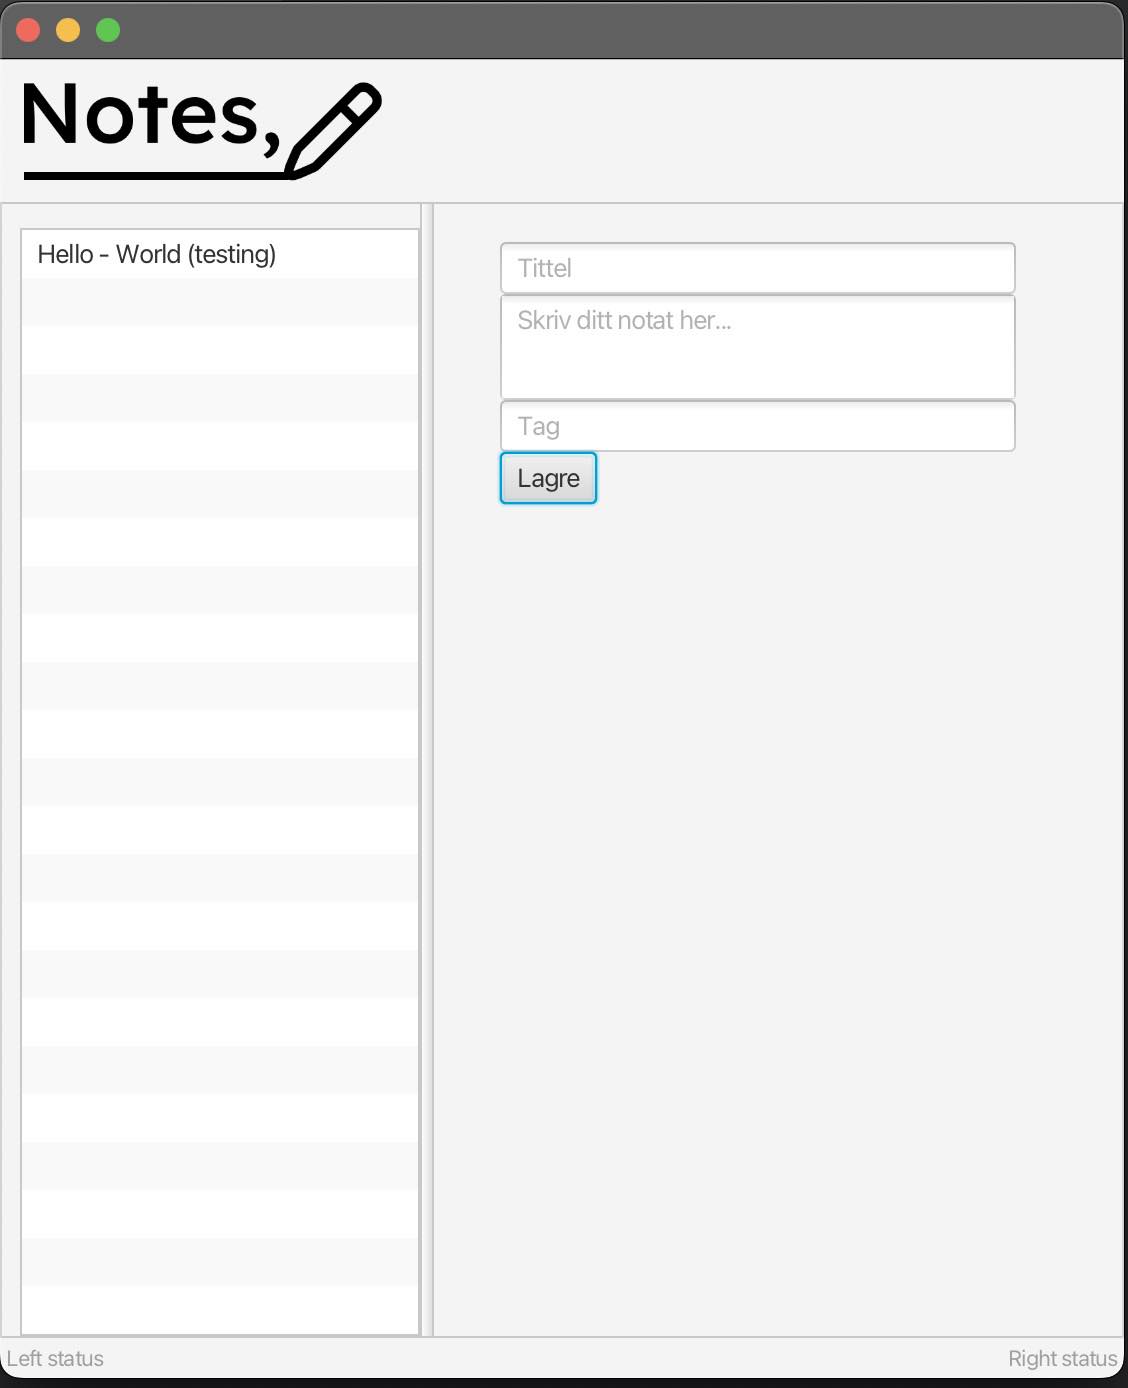 Notes,
Hello - World (testing)
Tittel
Skriv ditt notat her...
Tag
Lagre
Left status
Right status